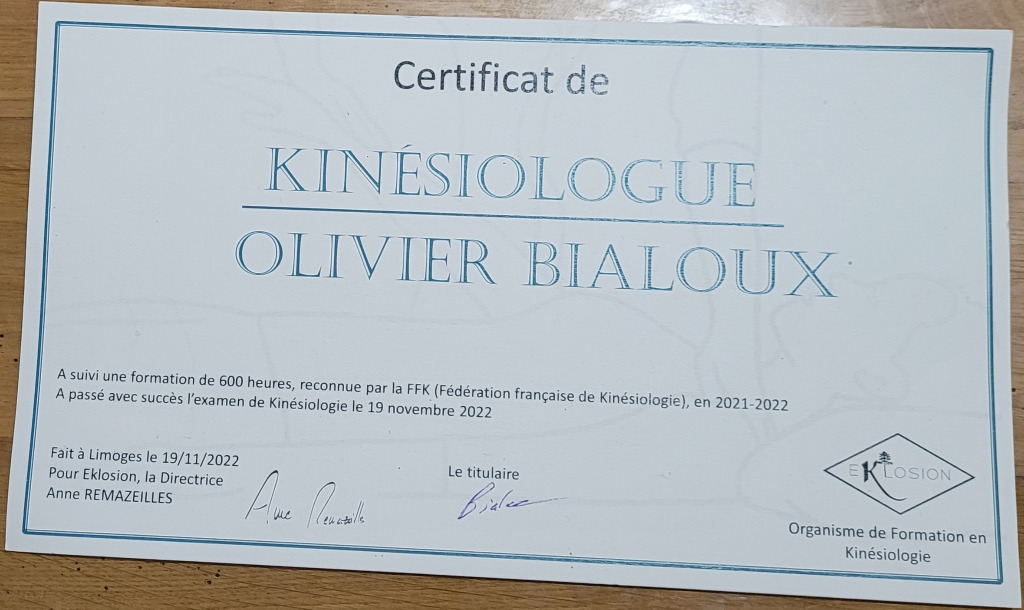 Certificat de
KINÉSIOLOGUE
OLIVIER BIALOUX
A suivi une formation de 600 heures, reconnue par la FFK (Fédération française de Kinésiologie), en 2021-2022
A passé avec succès l'examen de Kinésiologie le 19 novembre 2022
Fait à Limoges le 19/11/2022
Pour Eklosion, la Directrice
Anne REMAZEILLES
Anne Remazeilles
Le titulaire
EKLOSION
Organisme de Formation en
Kinésiologie